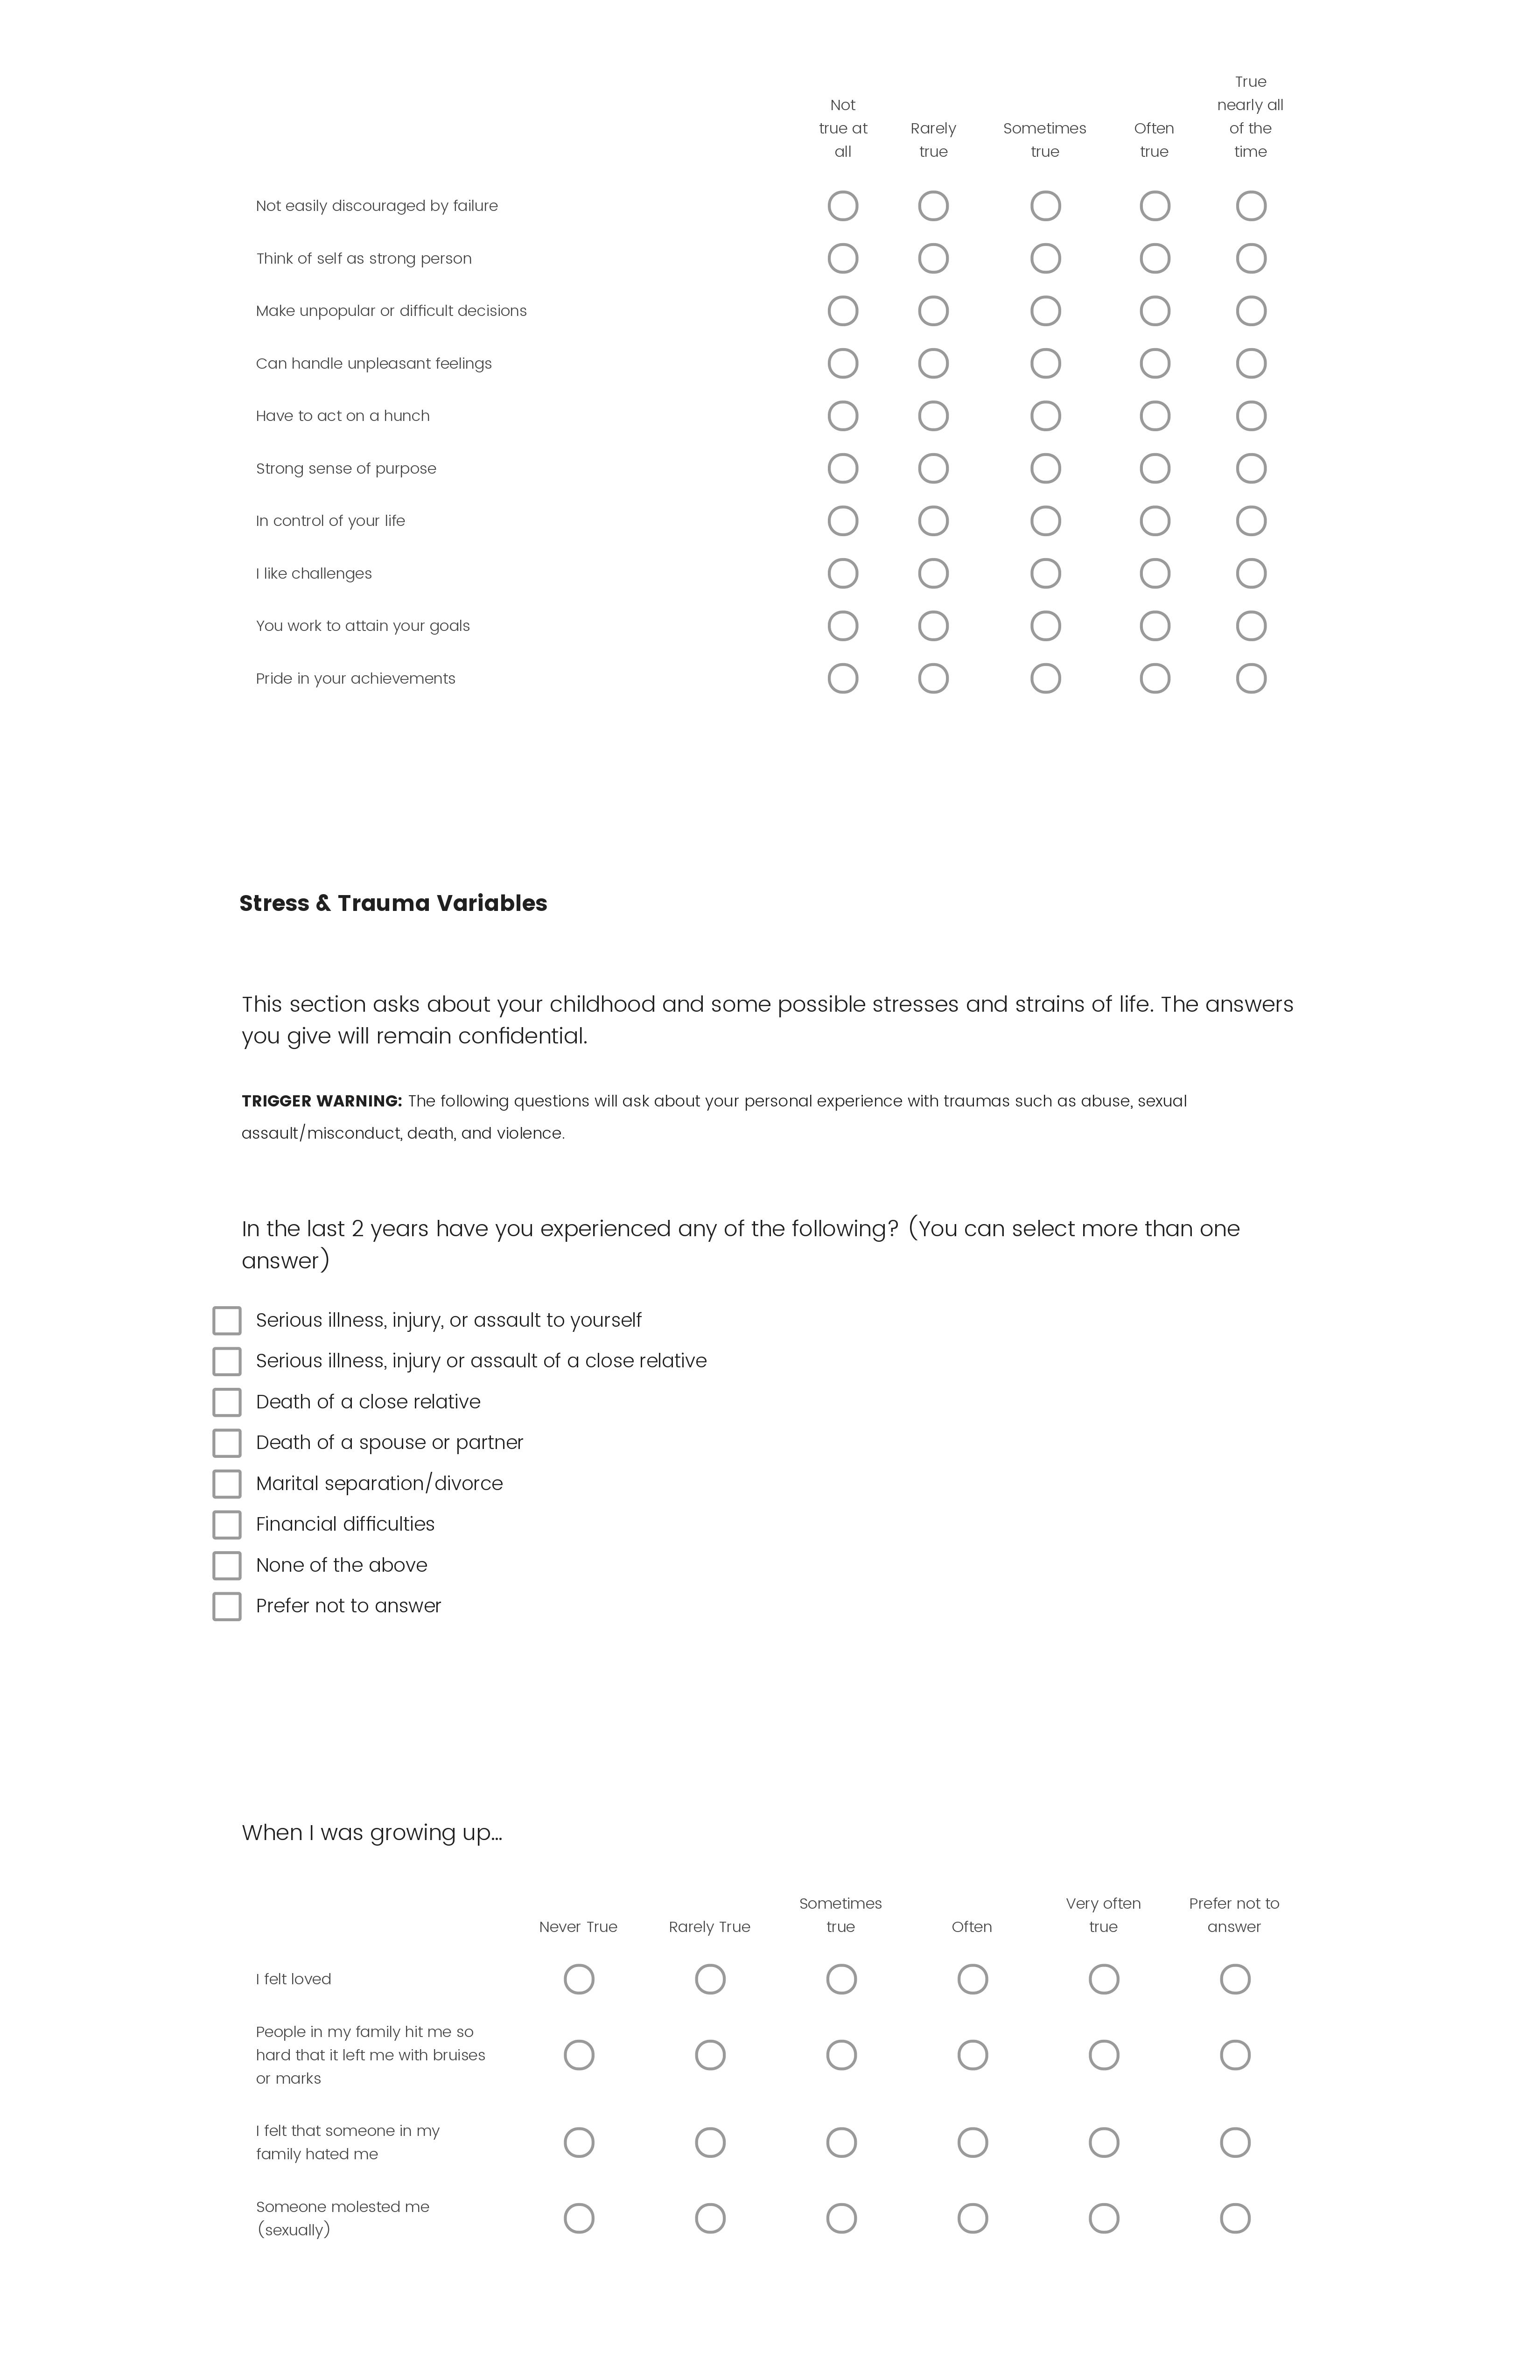 Not true at all
Rarely true
Sometimes true
Often true
True nearly all of the time
Not easily discouraged by failure
Think of self as strong person
Make unpopular or difficult decisions
Can handle unpleasant feelings
Have to act on a hunch
Strong sense of purpose
In control of your life
I like challenges
You work to attain your goals
Pride in your achievements
Stress & Trauma Variables
This section asks about your childhood and some possible stresses and strains of life. The answers
you give will remain confidential.
TRIGGER WARNING: The following questions will ask about your personal experience with traumas such as abuse, sexual
assault/misconduct, death, and violence.
In the last 2 years have you experienced any of the following? (You can select more than one
answer)
Serious illness, injury, or assault to yourself
Serious illness, injury or assault of a close relative
Death of a close relative
Death of a spouse or partner
Marital separation/divorce
Financial difficulties
None of the above
Prefer not to answer
When I was growing up...
Never True
Rarely True
Sometimes true
Often
Very often true
Prefer not to answer
I felt loved
People in my family hit me so
hard that it left me with bruises
or marks
I felt that someone in my
family hated me
Someone molested me
(sexually)